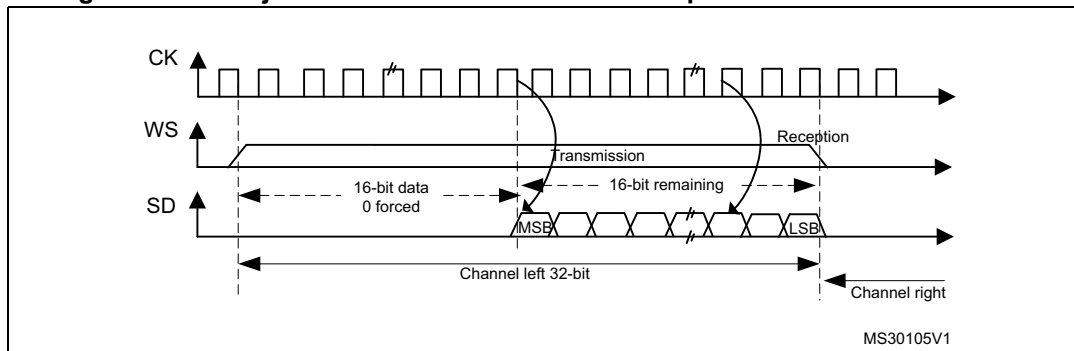 CK
WS
Reception
Transmission
16-bit data
0 forced
16-bit remaining
SD
MSB
LSB
Channel left 32-bit
Channel right
MS30105V1